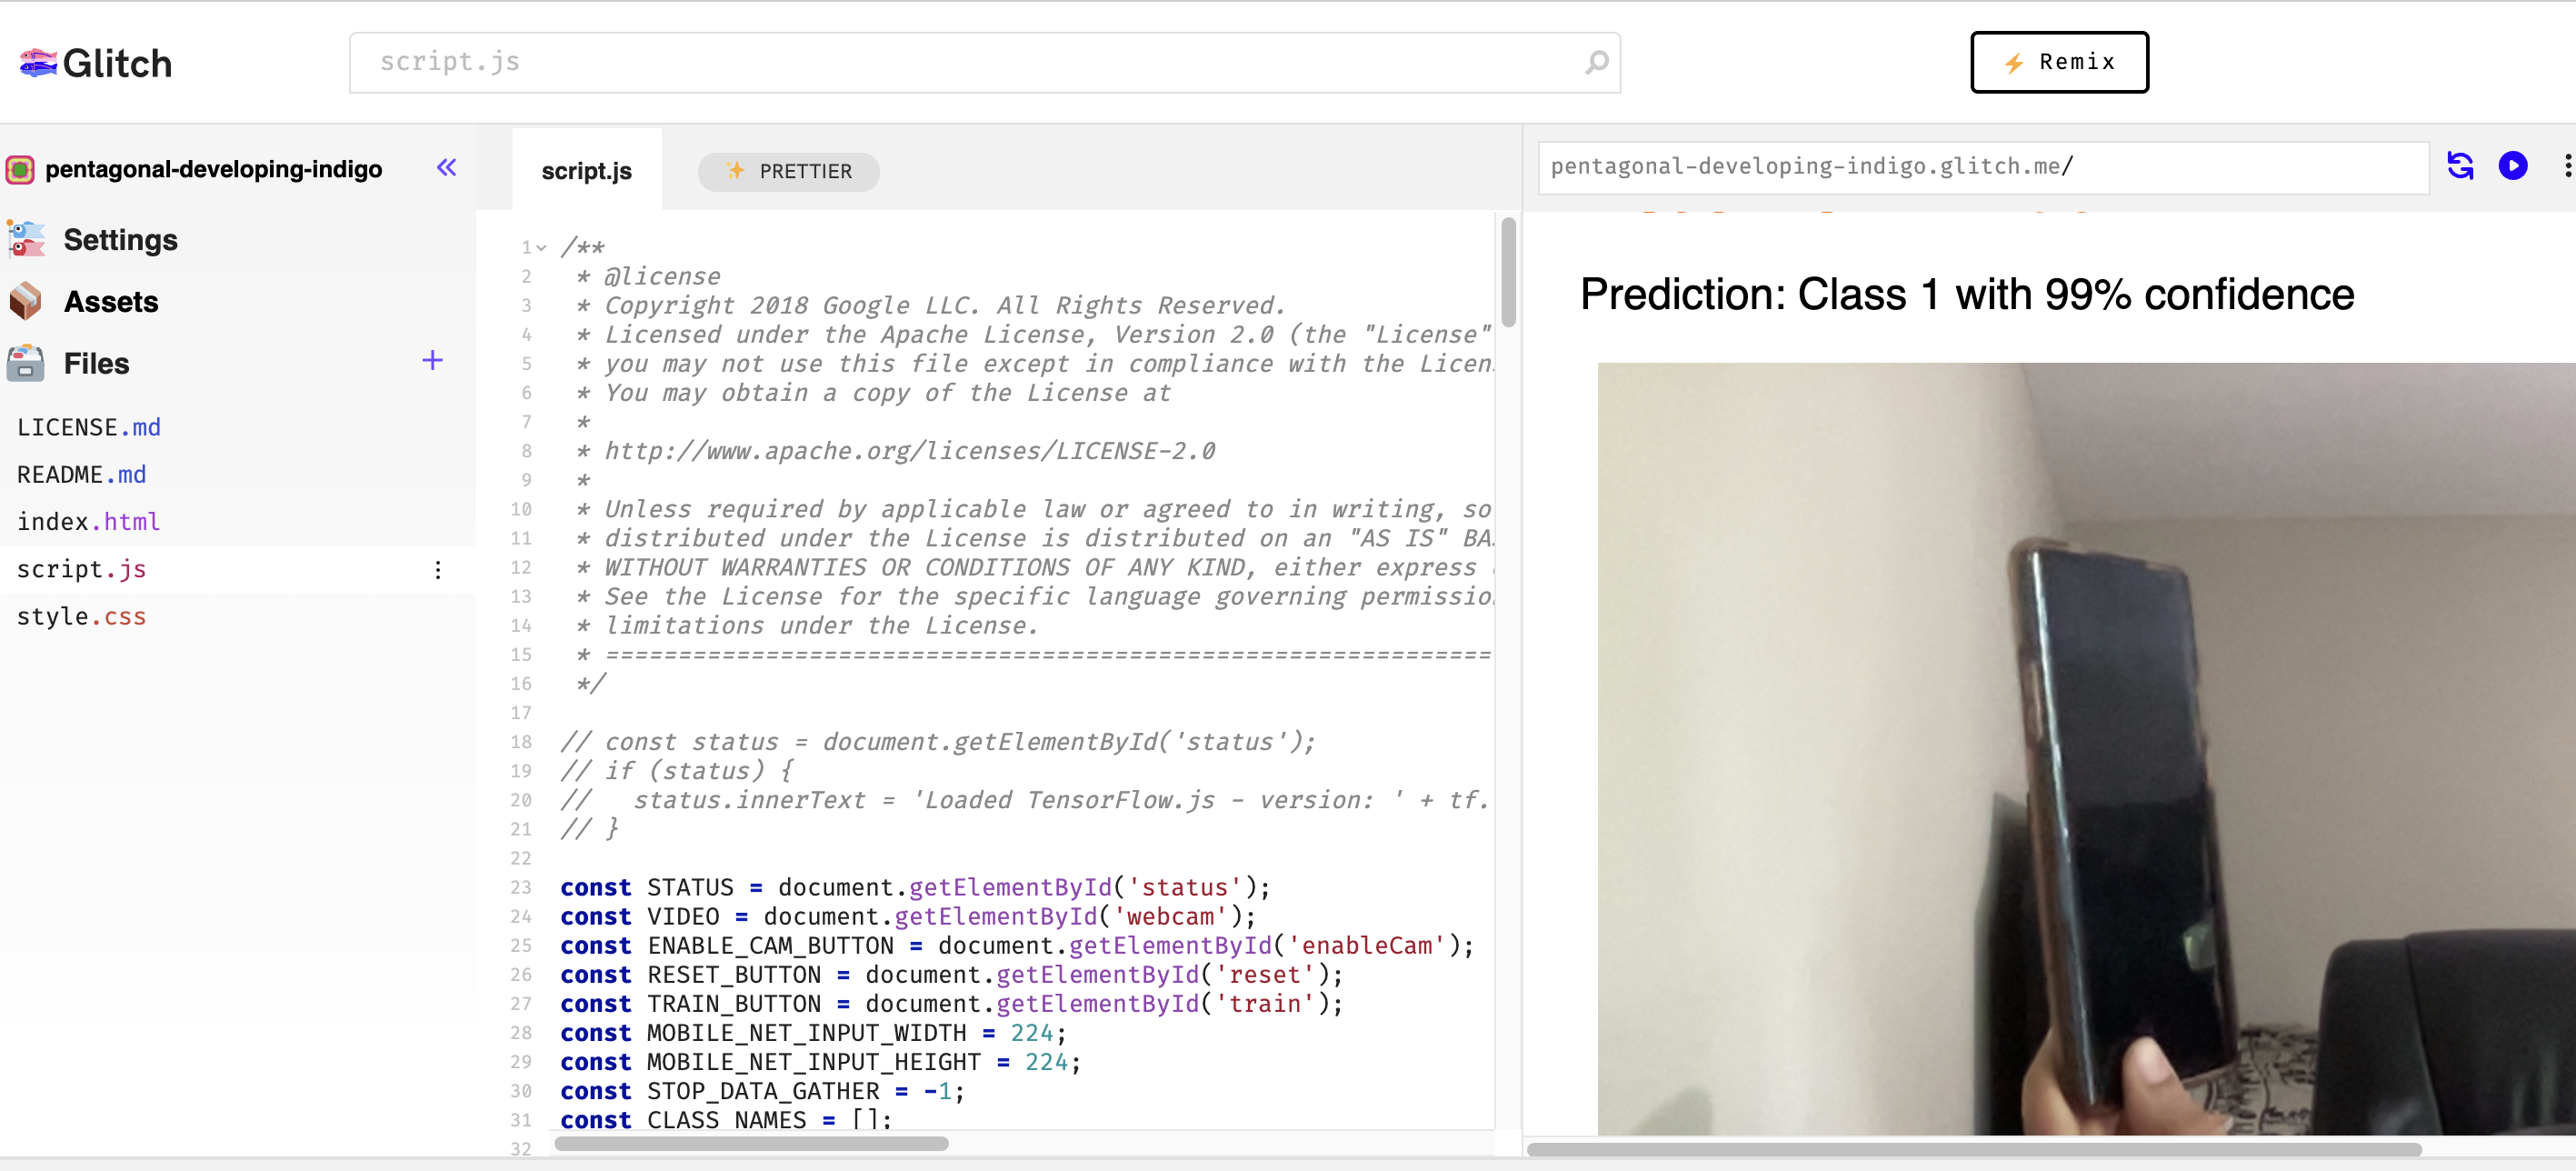 Glitch
script.js
⚡ Remix
pentagonal-developing-indigo
Settings
Assets
Files
+
LICENSE.md
README.md
index.html
script.js
style.css
script.js
✨ PRETTIER
1 /**
2 * @license
3 * Copyright 2018 Google LLC. All Rights Reserved.
4 * Licensed under the Apache License, Version 2.0 (the "License"
5 * you may not use this file except in compliance with the Licen
6 * You may obtain a copy of the License at
7 *
8 * http://www.apache.org/licenses/LICENSE-2.0
9 *
10 * Unless required by applicable law or agreed to in writing, so
11 * distributed under the License is distributed on an "AS IS" BA
12 * WITHOUT WARRANTIES OR CONDITIONS OF ANY KIND, either express
13 * See the License for the specific language governing permissio
14 * limitations under the License.
15 * =============================================================
16 */
17
18 // const status = document.getElementById('status');
19 // if (status) {
20 //   status.innerText = 'Loaded TensorFlow.js - version: ' + tf.
21 // }
22
23 const STATUS = document.getElementById('status');
24 const VIDEO = document.getElementById('webcam');
25 const ENABLE_CAM_BUTTON = document.getElementById('enableCam');
26 const RESET_BUTTON = document.getElementById('reset');
27 const TRAIN_BUTTON = document.getElementById('train');
28 const MOBILE_NET_INPUT_WIDTH = 224;
29 const MOBILE_NET_INPUT_HEIGHT = 224;
30 const STOP_DATA_GATHER = -1;
31 const CLASS_NAMES = [];
32
pentagonal-developing-indigo.glitch.me/
Prediction: Class 1 with 99% confidence